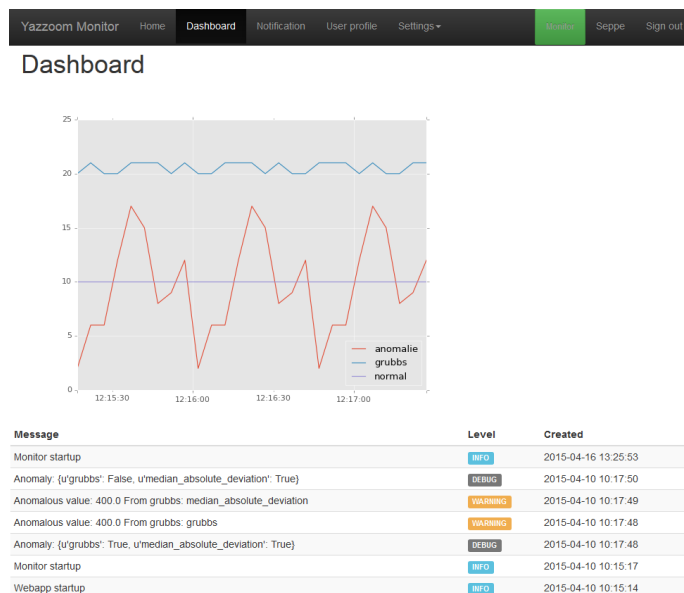 Yazzoom Monitor Home Dashboard Notification User profile Settings Monitor Seppe Sign out
Dashboard
25
20
15
10
5
0
anomalie
grubbs
normal
12:15:30 12:16:00 12:16:30 12:17:00
Message Level Created
Monitor startup INFO 2015-04-16 13:25:53
Anomaly: {u'grubbs': False, u'median_absolute_deviation': True} DEBUG 2015-04-10 10:17:50
Anomalous value: 400.0 From grubbs: median_absolute_deviation WARNING 2015-04-10 10:17:49
Anomalous value: 400.0 From grubbs: grubbs WARNING 2015-04-10 10:17:48
Anomaly: {u'grubbs': True, u'median_absolute_deviation': True} DEBUG 2015-04-10 10:17:48
Monitor startup INFO 2015-04-10 10:15:17
Webapp startup INFO 2015-04-10 10:15:14